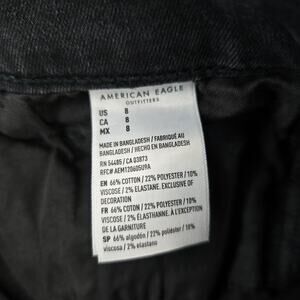 AMERICAN EAGLE
OUTFITTERS
US 8
CA 8
MX 8
MADE IN BANGLADESH / FABRIQUÉ AU
BANGLADESH / HECHO EN BANGLADESH
RN 54485 / CA 03873
RFC# AEM120605U9A
EN 66% COTTON / 22% POLYESTER / 10%
VISCOSE / 2% ELASTANE. EXCLUSIVE OF
DECORATION
FR 66% COTON / 22% POLYESTER / 10%
VISCOSE / 2% ÉLASTHANNE. À L'EXCEPTION
DE LA GARNITURE
SP 66% algodón / 22% poliéster / 10%
viscosa / 2% elastano